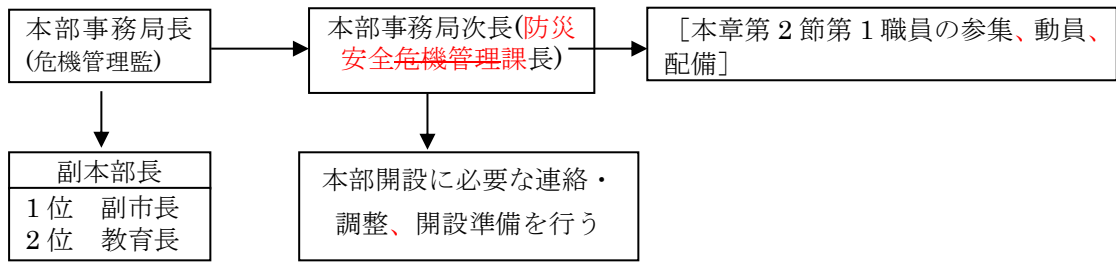 本部事務局長
(危機管理監)
本部事務局次長(防災
安全危機管理課長)
［本章第2節第1職員の参集、動員、
配備］
副本部長
1位　副市長
2位　教育長
本部開設に必要な連絡・
調整、開設準備を行う